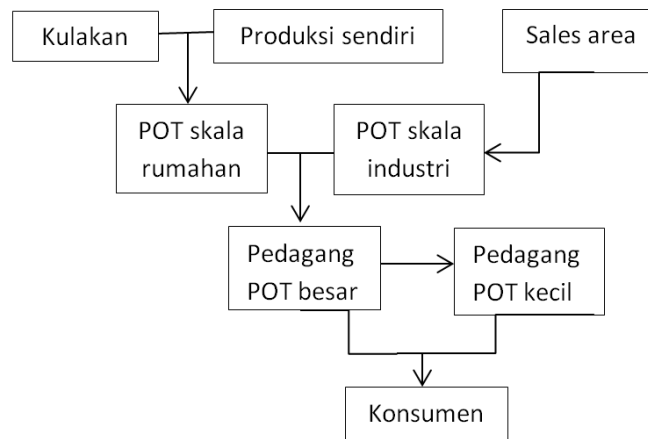 Kulakan
Produksi sendiri
Sales area
POT skala
rumahan
POT skala
industri
Pedagang
POT besar
Pedagang
POT kecil
Konsumen